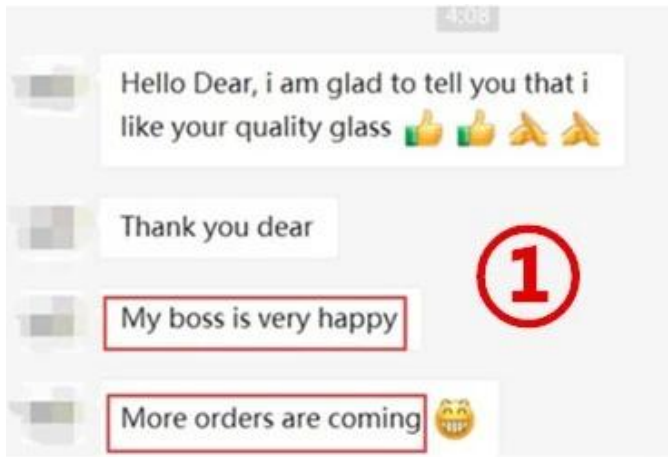 4:08
Hello Dear, i am glad to tell you that i
like your quality glass 👍 👍 🙏 🙏
Thank you dear
①
My boss is very happy
More orders are coming 😁